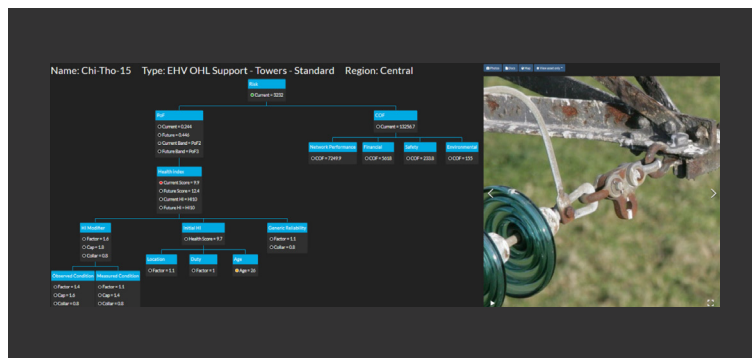 Name: Chi-Tho-15 Type: EHV OHL Support - Towers - Standard Region: Central
Risk
Current = 3232
PoF
Current = 0.244
Future = 0.446
Current Band = PoF2
Future Band = PoF3
COF
Current = 13256.7
Network Performance
COF = 7249.9
Financial
COF = 3618
Safety
COF = 2233.8
Environmental
COF = 155
Health Index
Current Score = 9.9
Future Score = 12.4
Current HI = HI10
Future HI = HI10
HI Modifier
Factor = 1.6
Cap = 1.8
Collar = 0.8
Initial HI
Health Score = 9.7
Generic Reliability
Factor = 1.1
Collar = 0.8
Location
Factor = 1.1
Duty
Factor = 1
Age
Age = 26
Observed Condition
Factor = 1.4
Cap = 1.6
Collar = 0.8
Measured Condition
Factor = 1.1
Cap = 1.4
Collar = 0.8